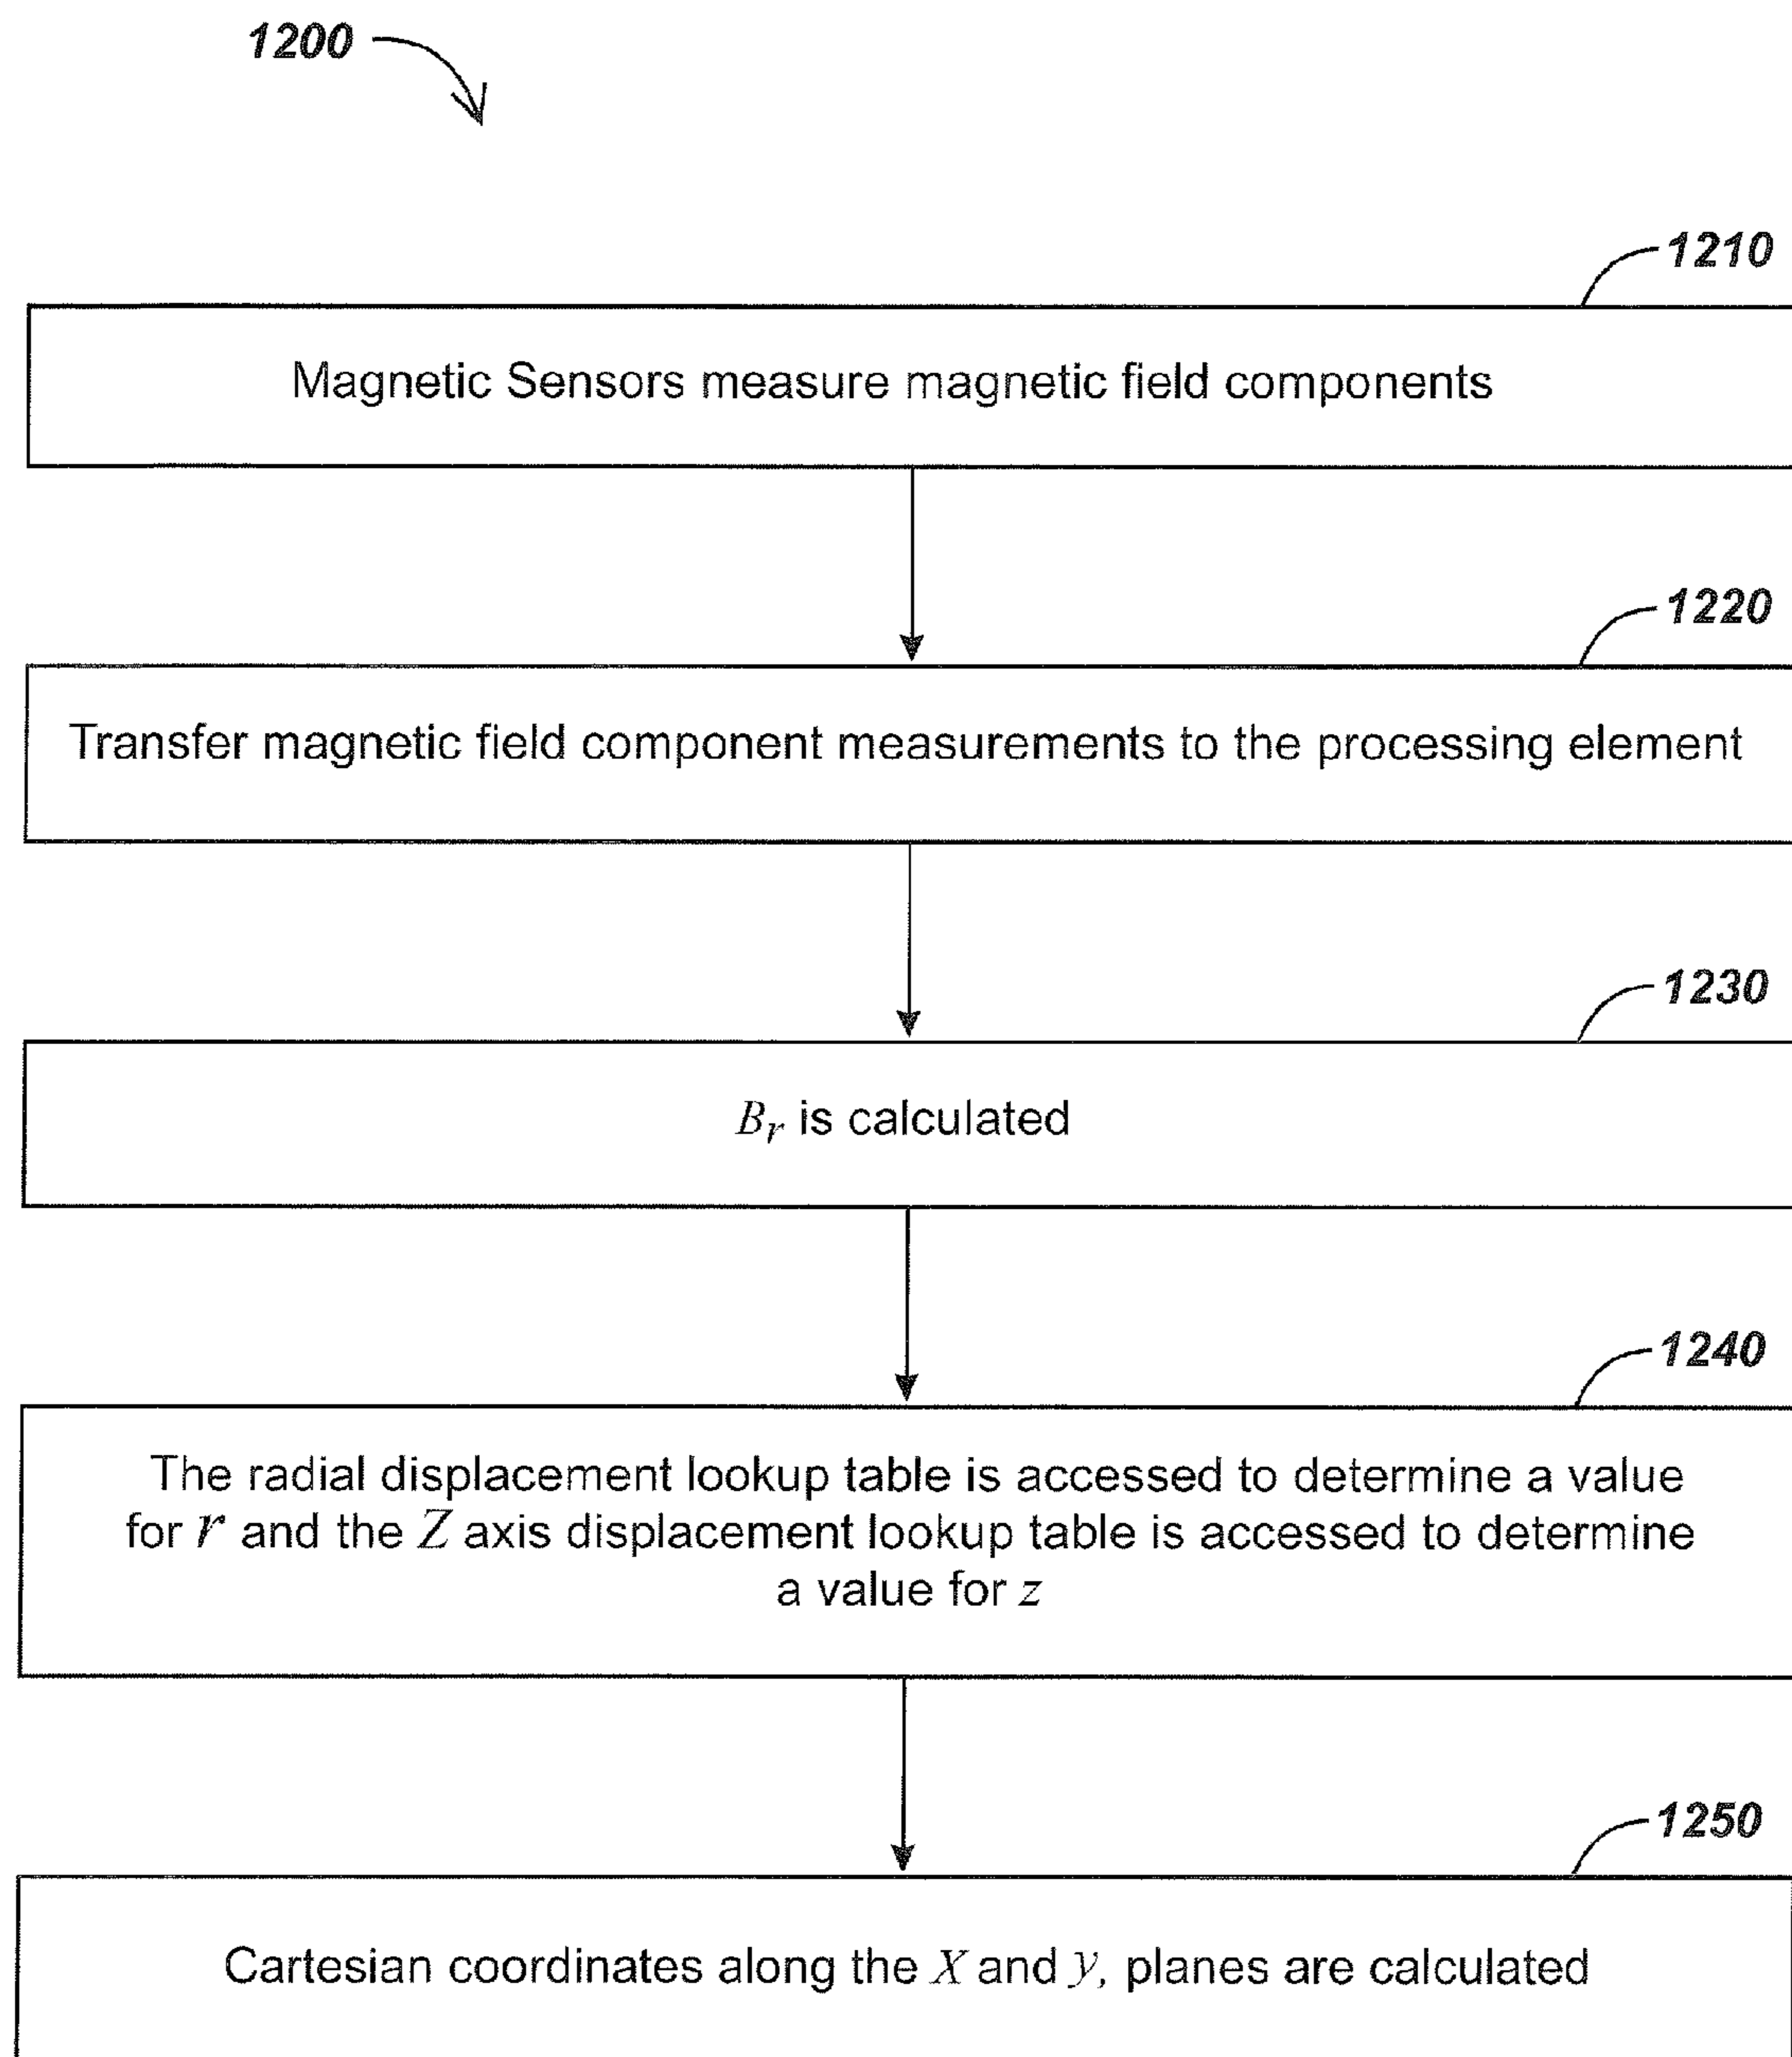 1200
1210
Magnetic Sensors measure magnetic field components
1220
Transfer magnetic field component measurements to the processing element
1230
Br is calculated
1240
The radial displacement lookup table is accessed to determine a value
for r and the Z axis displacement lookup table is accessed to determine
a value for z
1250
Cartesian coordinates along the X and y, planes are calculated